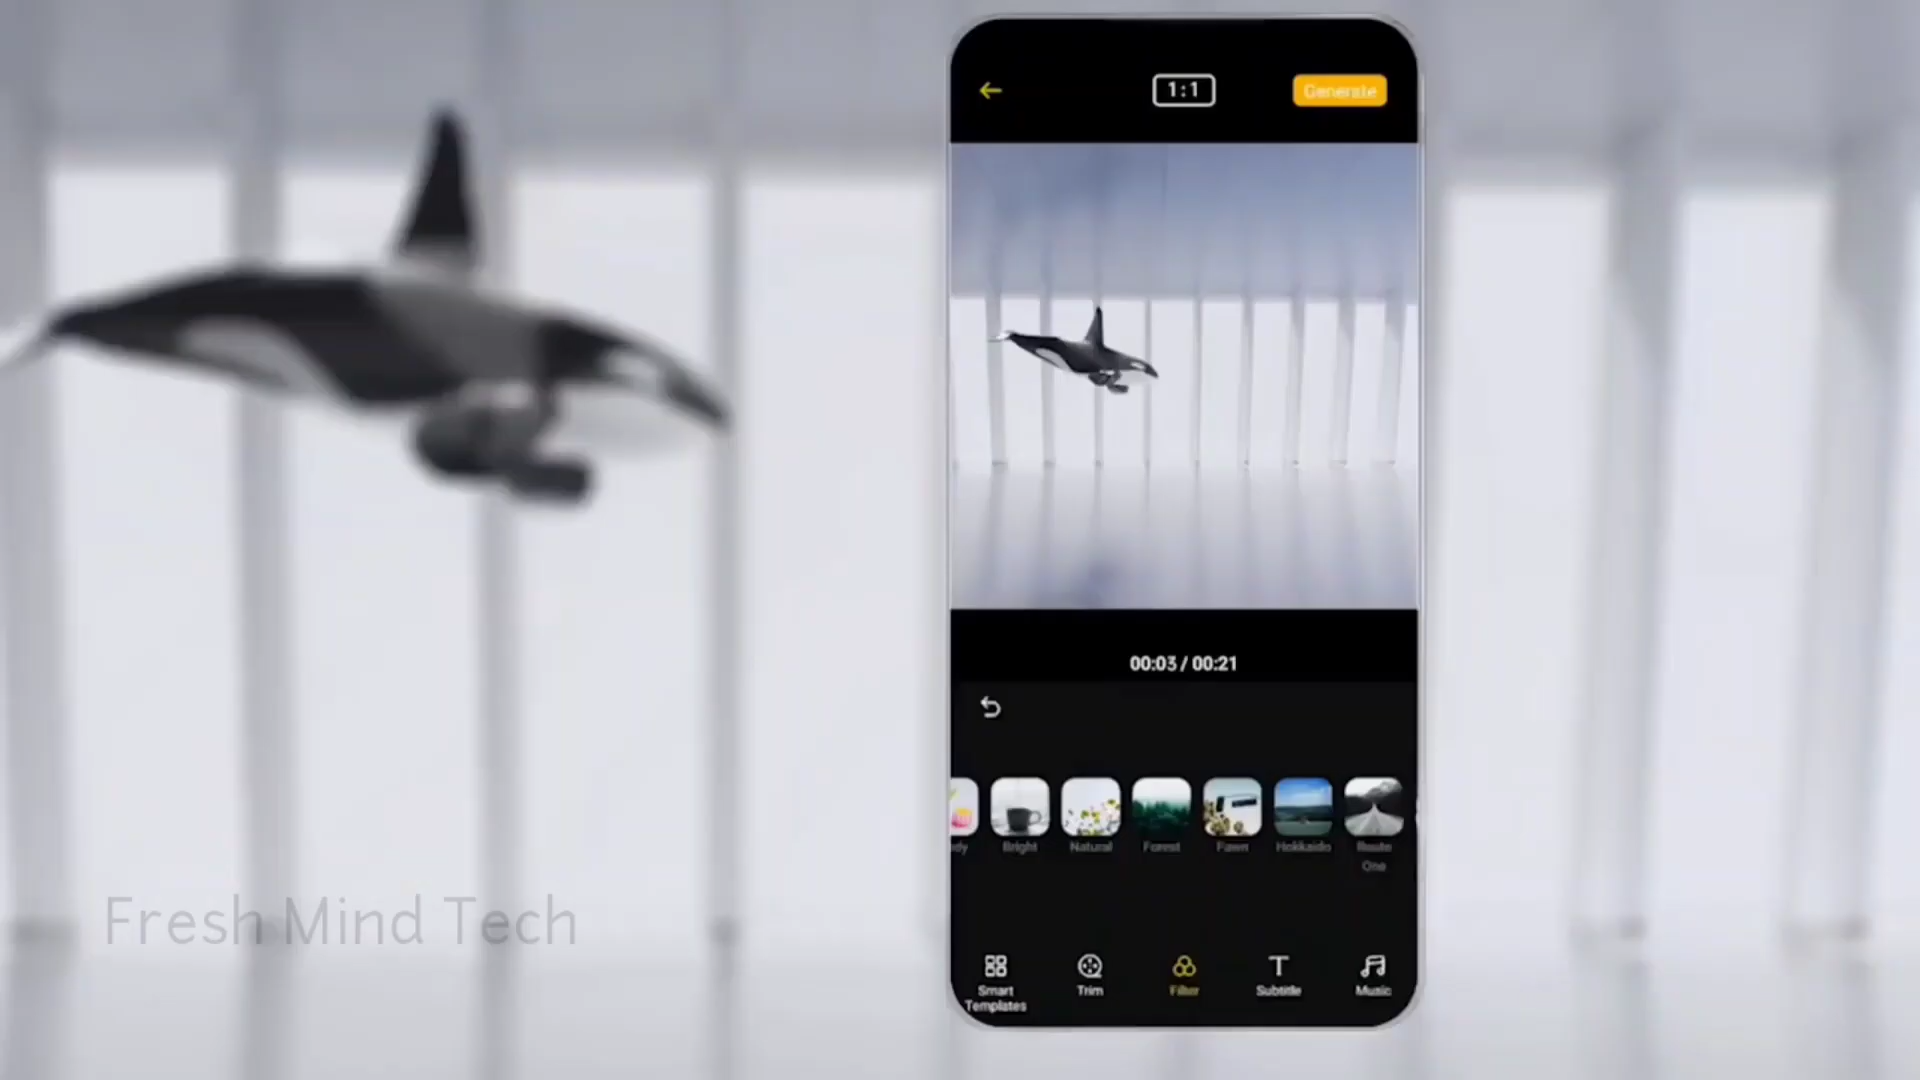 1:1
Generate
00:03 / 00:21
dy
Bright
Natural
Forest
Fawn
Hokkaido
Route
One
Fresh Mind Tech
Smart
Templates
Trim
Filter
Subtitle
Music